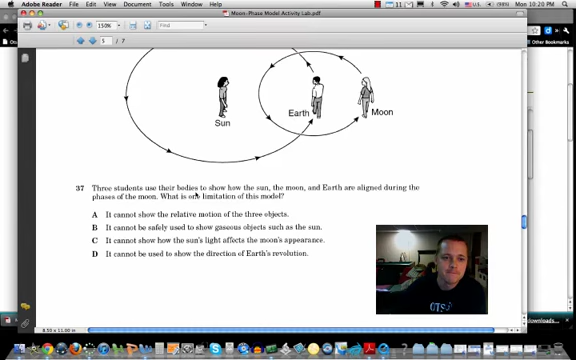 Adobe Reader File Edit View Document Tools Window Help Mon 10:20 PM
Moon-Phase Model Activity Lab.pdf
150% Find
5 / 7
Sun
Earth
Moon
37 Three students use their bodies to show how the sun, the moon, and Earth are aligned during the
phases of the moon. What is one limitation of this model?
A It cannot show the relative motion of the three objects.
B It cannot be safely used to show gaseous objects such as the sun.
C It cannot show how the sun's light affects the moon's appearance.
D It cannot be used to show the direction of Earth's revolution.
8.50 x 11.00 in